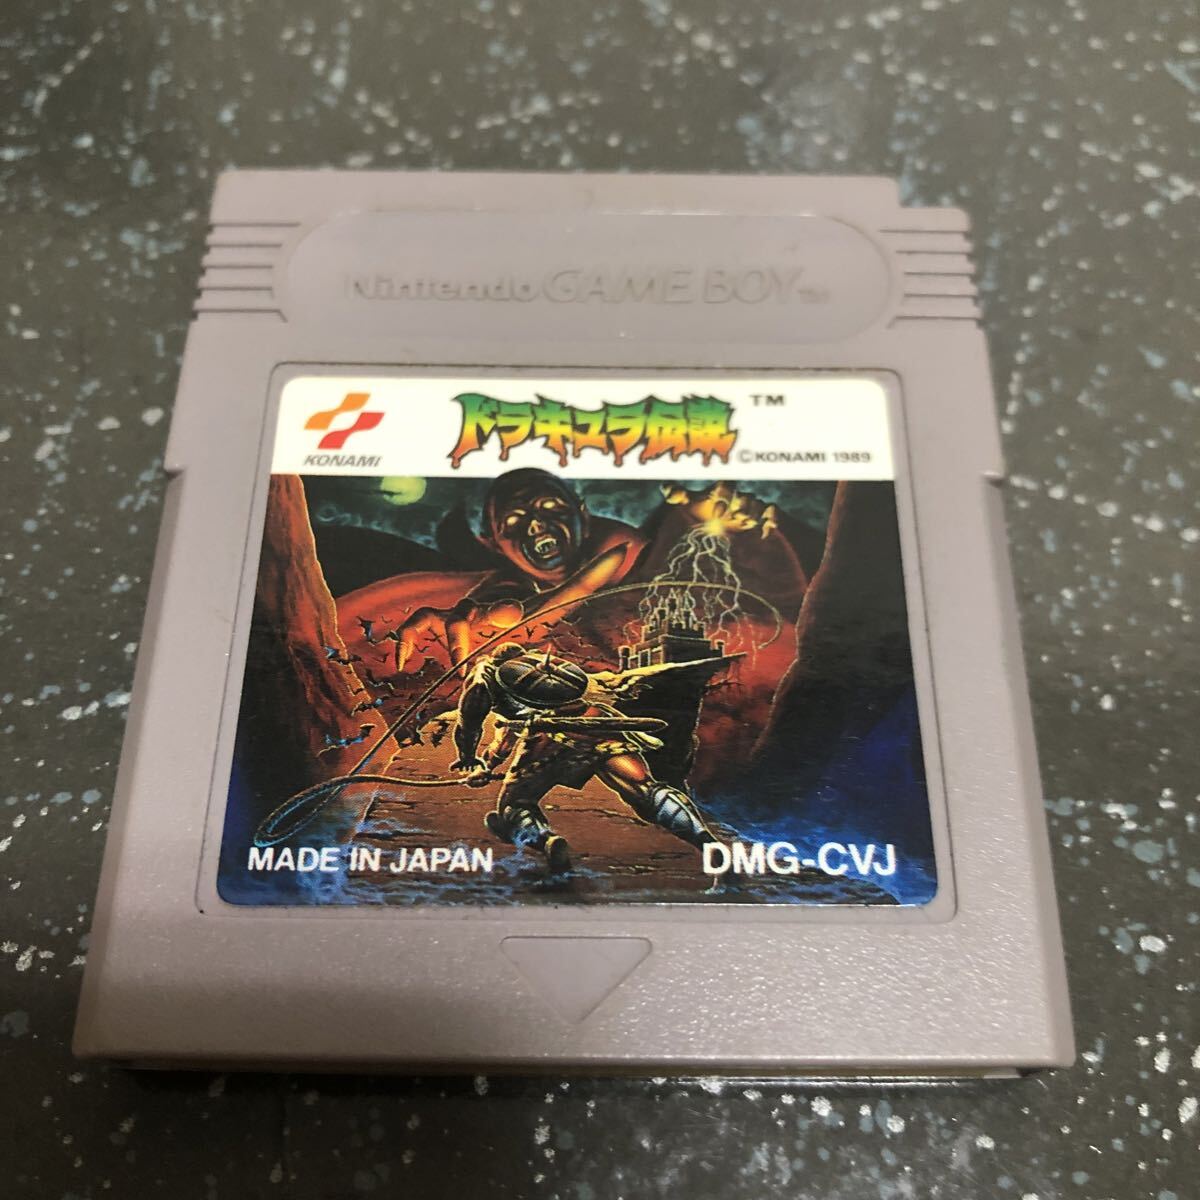 Nintendo GAME BOY TM
KONAMI
ドラキュラ伝説 TM
©KONAMI 1989
MADE IN JAPAN
DMG-CVJ